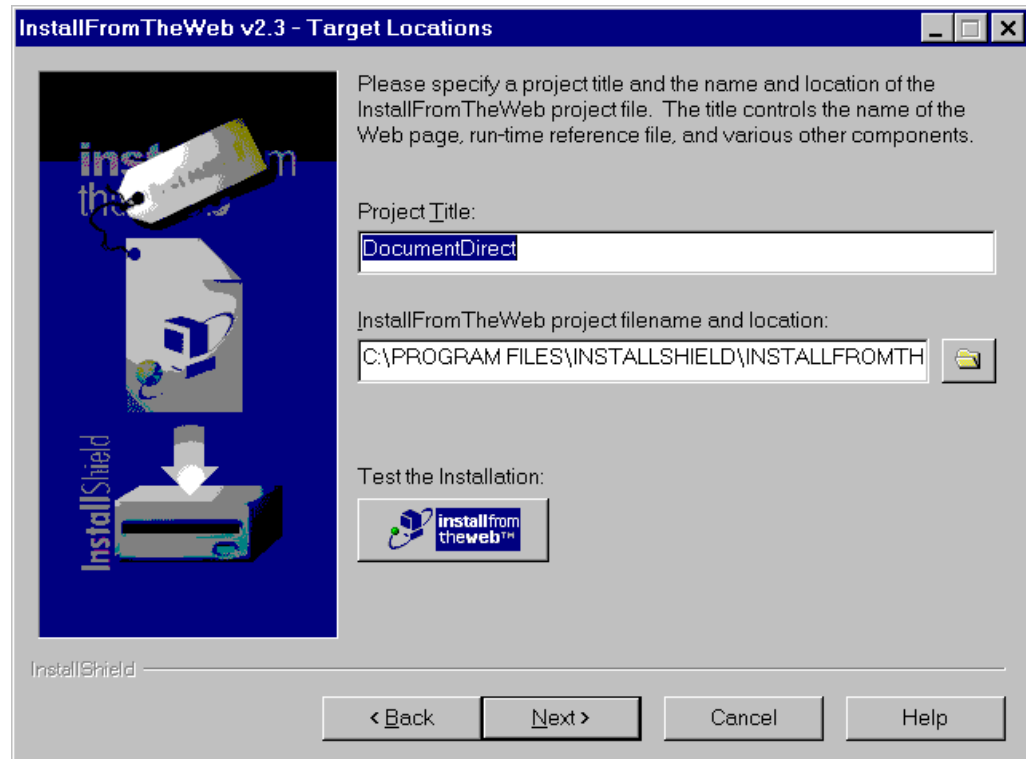 InstallFromTheWeb v2.3 - Target Locations
Please specify a project title and the name and location of the
InstallFromTheWeb project file. The title controls the name of the
Web page, run-time reference file, and various other components.
install from
the web
Project Title:
DocumentDirect
InstallFromTheWeb project filename and location:
C:\PROGRAM FILES\INSTALLSHIELD\INSTALLFROMTH
InstallShield
Test the Installation:
installfrom
theweb™
InstallShield
< Back
Next >
Cancel
Help